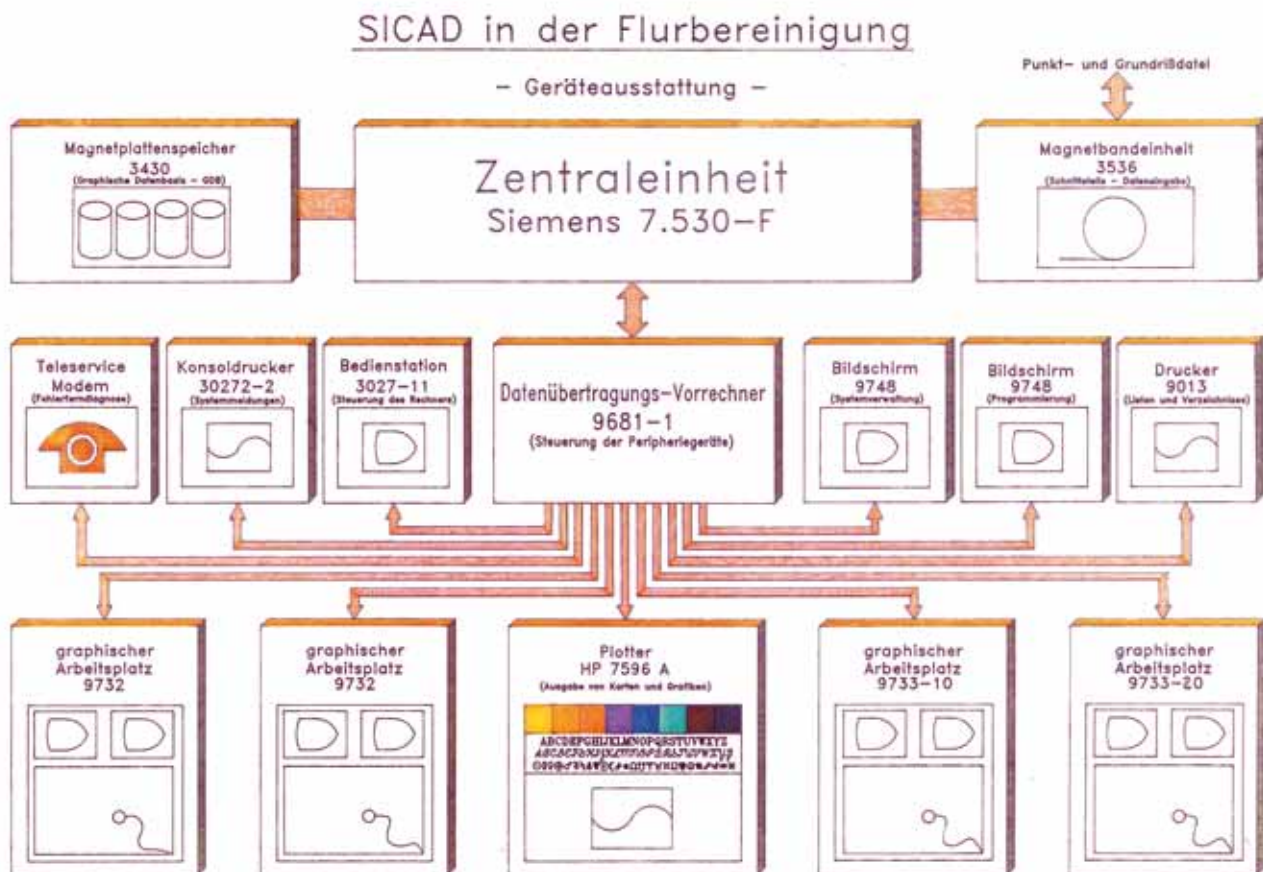 SICAD in der Flurbereinigung
- Geräteausstattung -
Punkt- und Grundrißdatei
Magnetplattenspeicher
3430
(Graphische Datenbasis - GDB)
Zentraleinheit
Siemens 7.530-F
Magnetbandeinheit
3536
(Schnittstelle - Dateneingabe)
Teleservice
Modem
(Fehlerferndiagnose)
Konsoldrucker
30272-2
(Systemmeldungen)
Bedienstation
3027-11
(Steuerung des Rechners)
Datenübertragungs-Vorrechner
9681-1
(Steuerung der Peripheriegeräte)
Bildschirm
9748
(Systemverwaltung)
Bildschirm
9748
(Programmierung)
Drucker
9013
(Listen und Verzeichnisse)
graphischer
Arbeitsplatz
9732
graphischer
Arbeitsplatz
9732
Plotter
HP 7596 A
(Ausgabe von Karten und Grafiken)
ABCDEFGHIJKLMNOPQRSTUVWXYZ
graphischer
Arbeitsplatz
9733-10
graphischer
Arbeitsplatz
9733-20